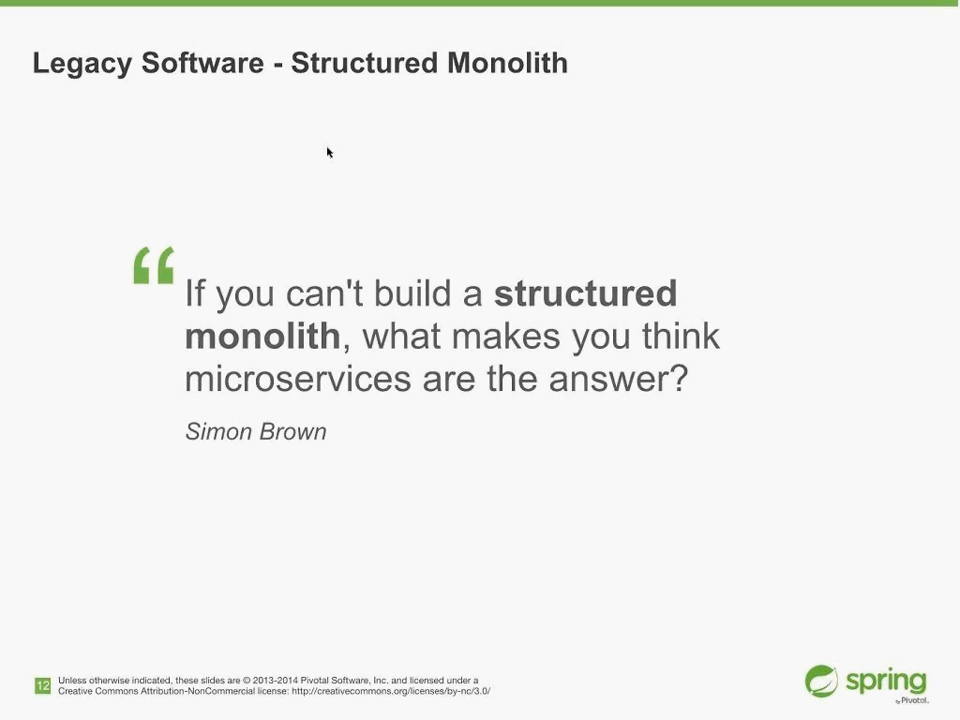 Legacy Software - Structured Monolith
“
If you can't build a structured
monolith, what makes you think
microservices are the answer?
Simon Brown
12
Unless otherwise indicated, these slides are © 2013-2014 Pivotal Software, Inc. and licensed under a
Creative Commons Attribution-NonCommercial license: http://creativecommons.org/licenses/by-nc/3.0/
spring
by Pivotal.